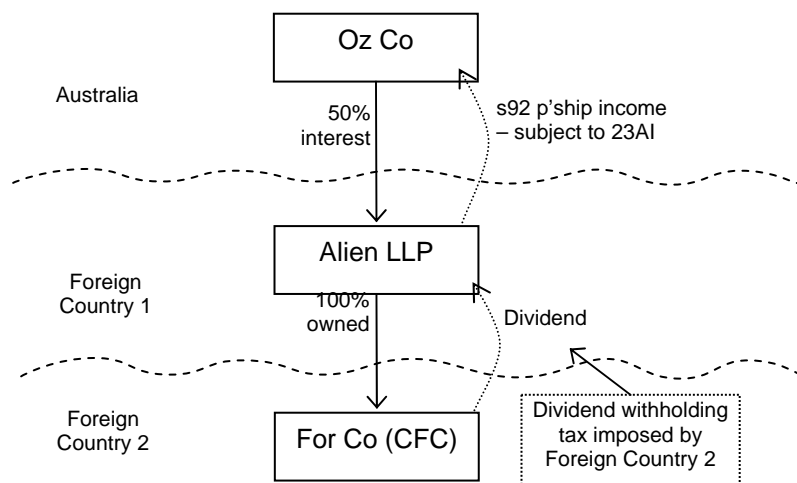 Oz Co
Australia
50%
interest
s92 p'ship income
– subject to 23AI
Alien LLP
Foreign
Country 1
100%
owned
Dividend
Foreign
Country 2
For Co (CFC)
Dividend withholding
tax imposed by
Foreign Country 2